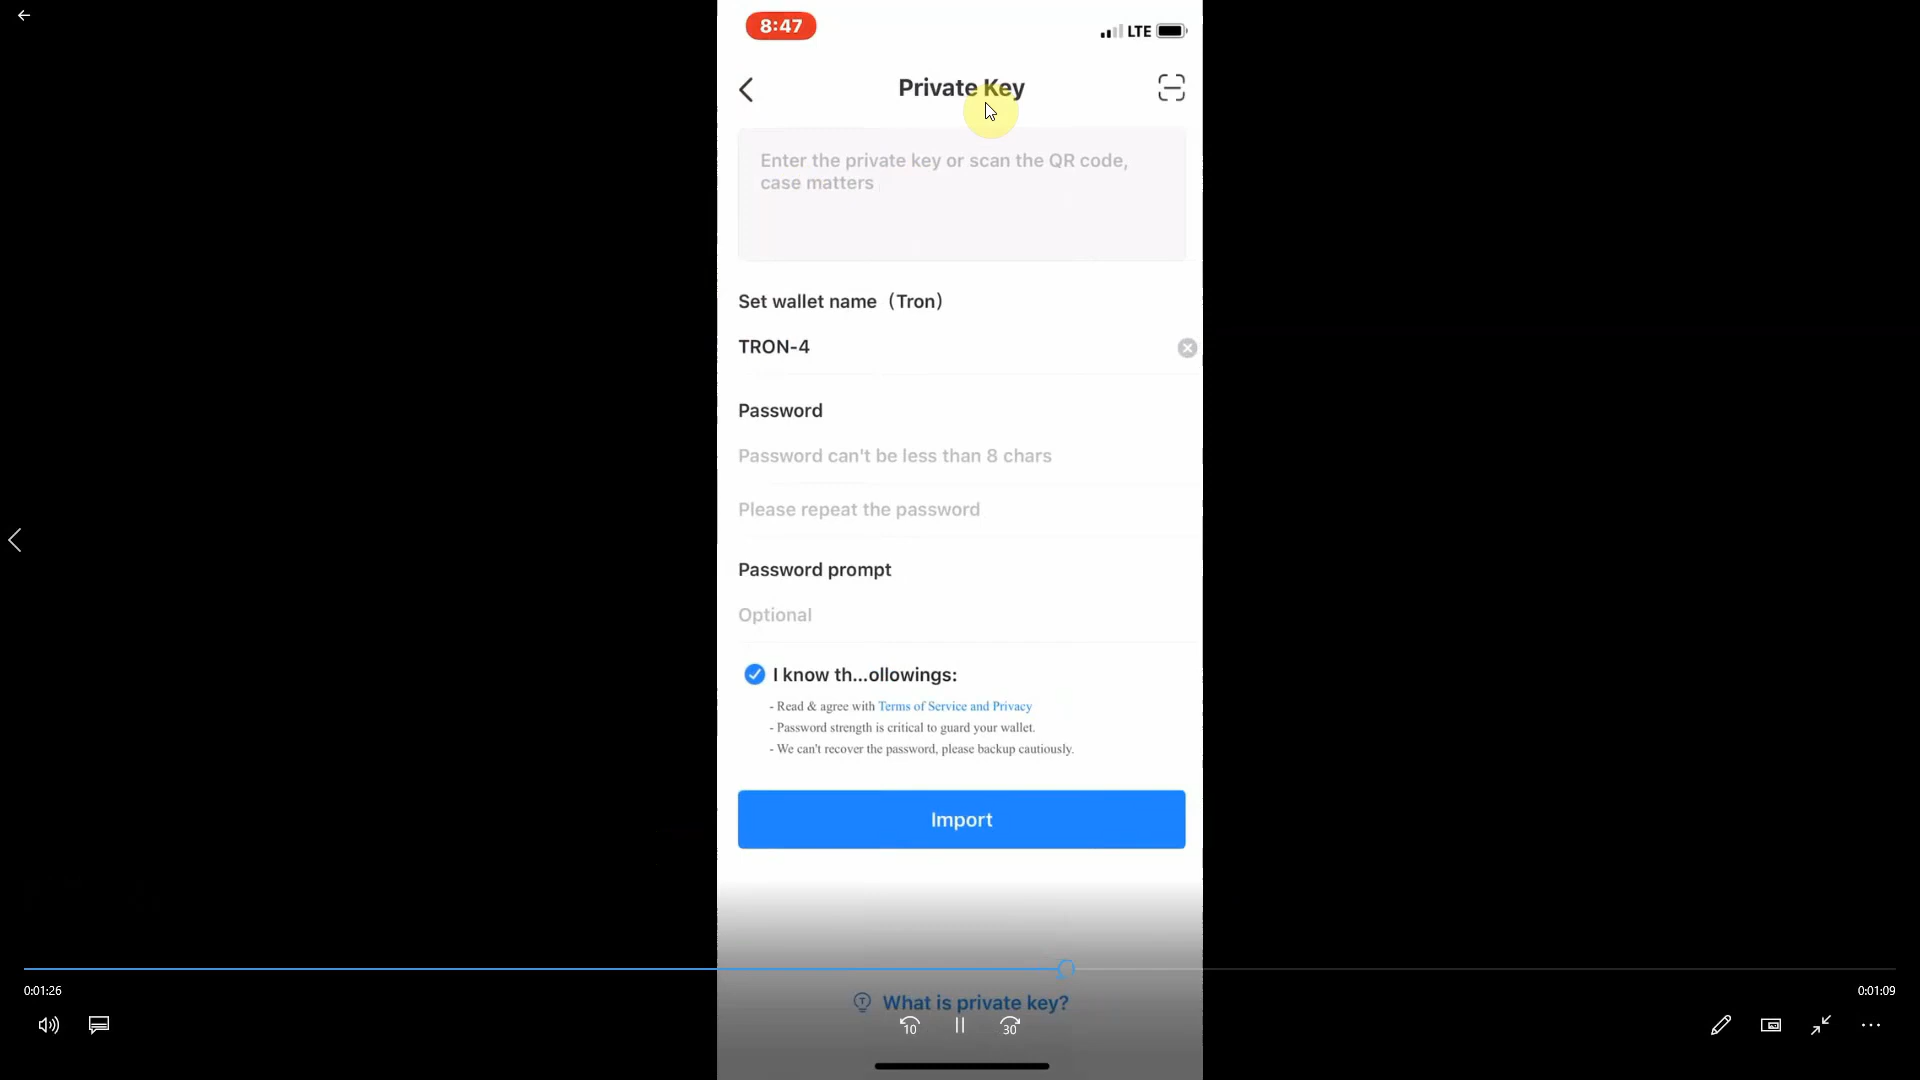 8:47
LTE
Private Key
Enter the private key or scan the QR code,
case matters
Set wallet name（Tron）
TRON-4
Password
Password can't be less than 8 chars
Please repeat the password
Password prompt
Optional
I know th...ollowings:
- Read & agree with Terms of Service and Privacy
- Password strength is critical to guard your wallet.
- We can't recover the password, please backup cautiously.
Import
0:01:26
0:01:09
What is private key?
10
30